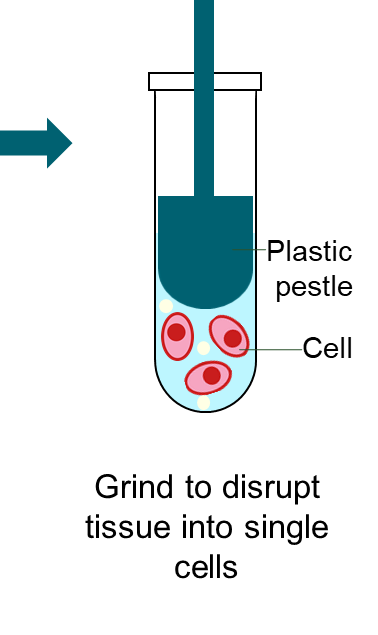 Plastic
pestle
Cell
Grind to disrupt
tissue into single
cells